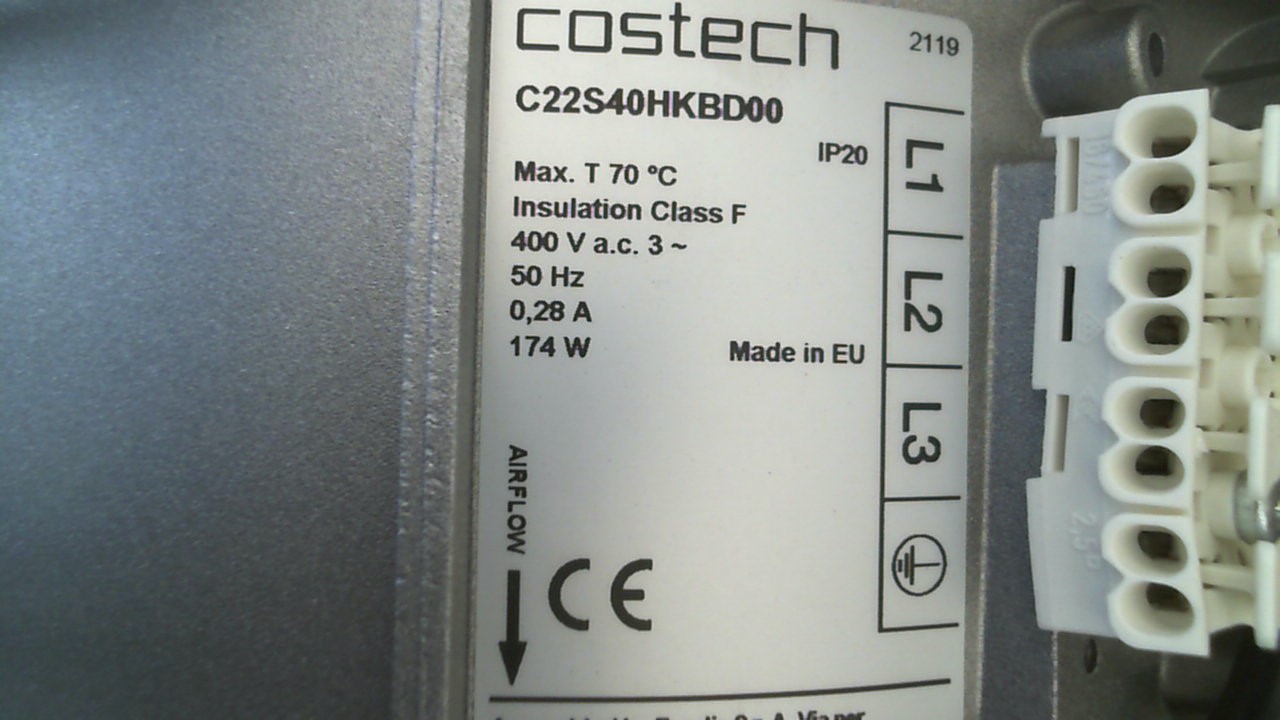 costech
2119
C22S40HKBD00
IP20
Max. T 70 °C
Insulation Class F
400 V a.c. 3 ~
50 Hz
0,28 A
174 W
Made in EU
L1
L2
L3
AIRFLOW
CE